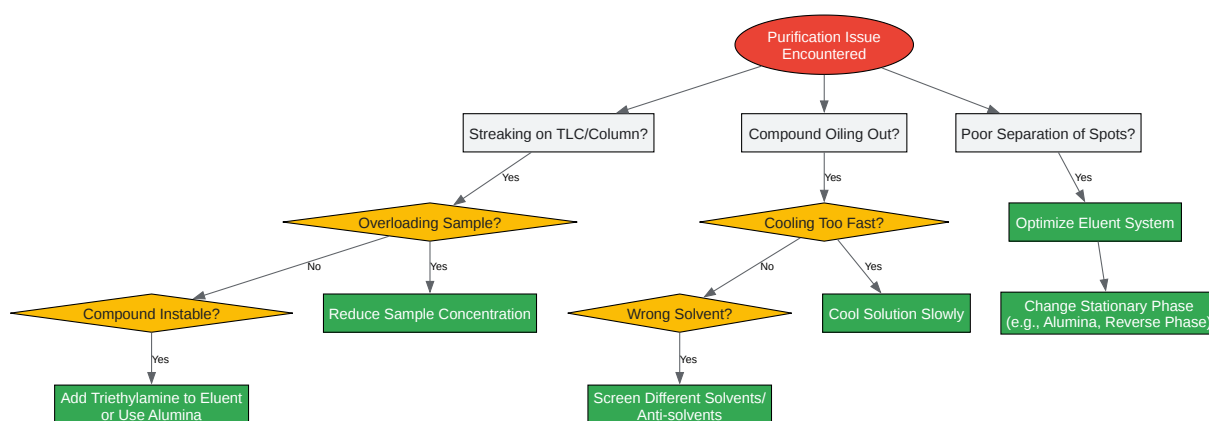 Purification Issue
Encountered
Streaking on TLC/Column?
Compound Oiling Out?
Poor Separation of Spots?
Yes
Yes
Yes
Overloading Sample?
Cooling Too Fast?
Optimize Eluent System
No
Yes
No
Yes
Compound Instable?
Reduce Sample Concentration
Wrong Solvent?
Cool Solution Slowly
Change Stationary Phase
(e.g., Alumina, Reverse Phase)
Yes
Yes
Add Triethylamine to Eluent
or Use Alumina
Screen Different Solvents/
Anti-solvents